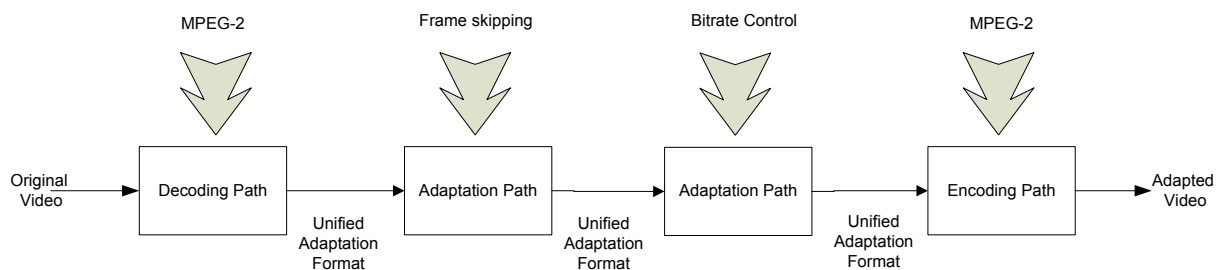 MPEG-2
Frame skipping
Bitrate Control
MPEG-2
Original
Video
Decoding Path
Unified
Adaptation
Format
Adaptation Path
Unified
Adaptation
Format
Adaptation Path
Unified
Adaptation
Format
Encoding Path
Adapted
Video